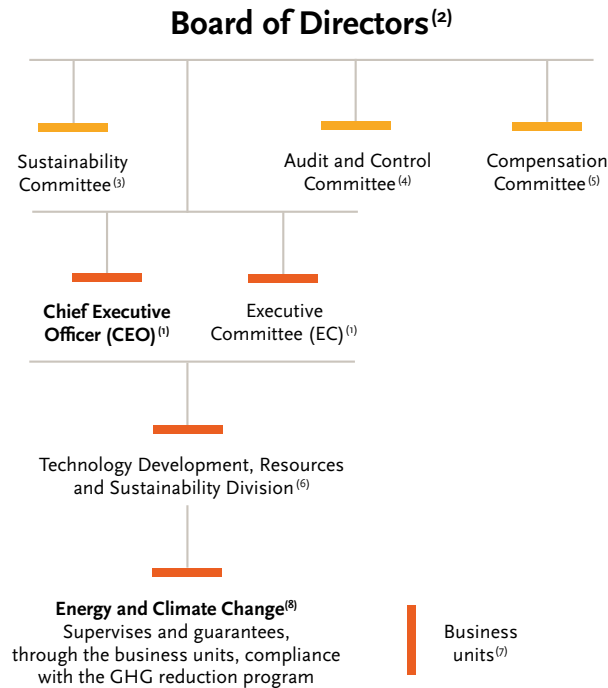 Board of Directors(2)
Sustainability
Committee(3)
Audit and Control
Committee(4)
Compensation
Committee(5)
Chief Executive
Officer (CEO)(1)
Executive
Committee (EC)(1)
Technology Development, Resources
and Sustainability Division(6)
Energy and Climate Change(8)
Supervises and guarantees,
through the business units, compliance
with the GHG reduction program
Business
units(7)